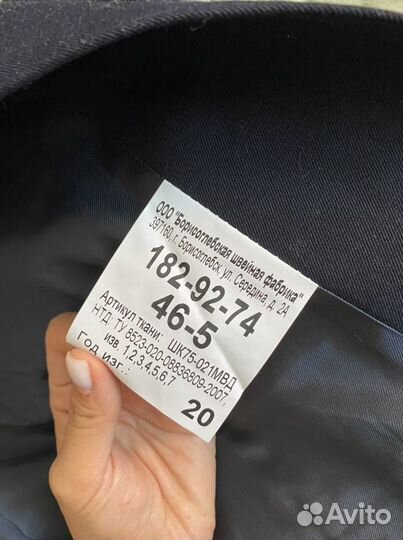 ООО "Борисоглебская швейная фабрика"
397160, г. Борисоглебск, ул. Середина, д. 2А
182-92-74
46-5
Артикул ткани: ШК75-021МВД
НТД: ТУ 8523-020-08836809-2007,
изв. 1,2,3,4,5,6,7
Год изг.: 20
Avito